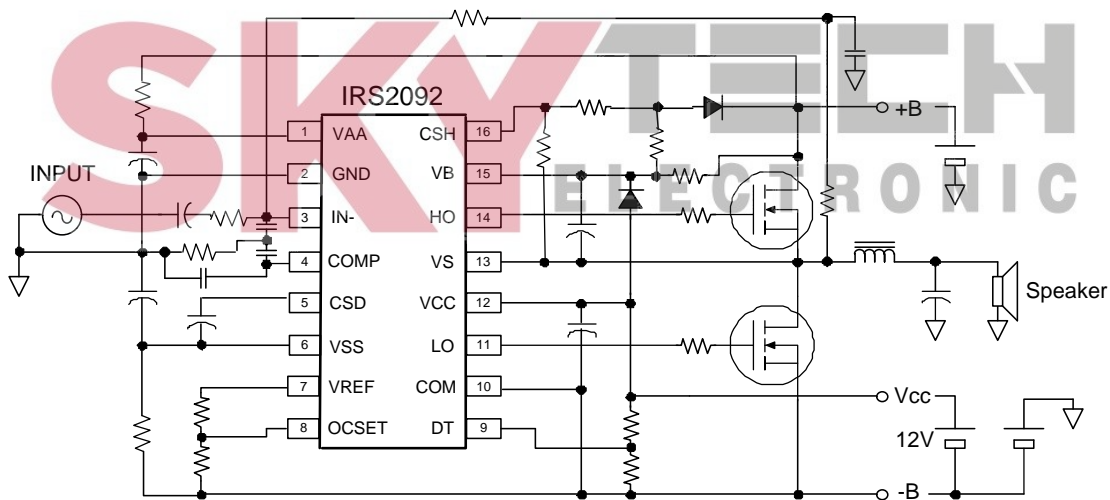 SKYTECH
ELECTRONIC
IRS2092
INPUT
1 VAA
2 GND
3 IN-
4 COMP
5 CSD
6 VSS
7 VREF
8 OCSET
CSH 16
VB 15
HO 14
VS 13
VCC 12
LO 11
COM 10
DT 9
+B
Speaker
Vcc
12V
-B